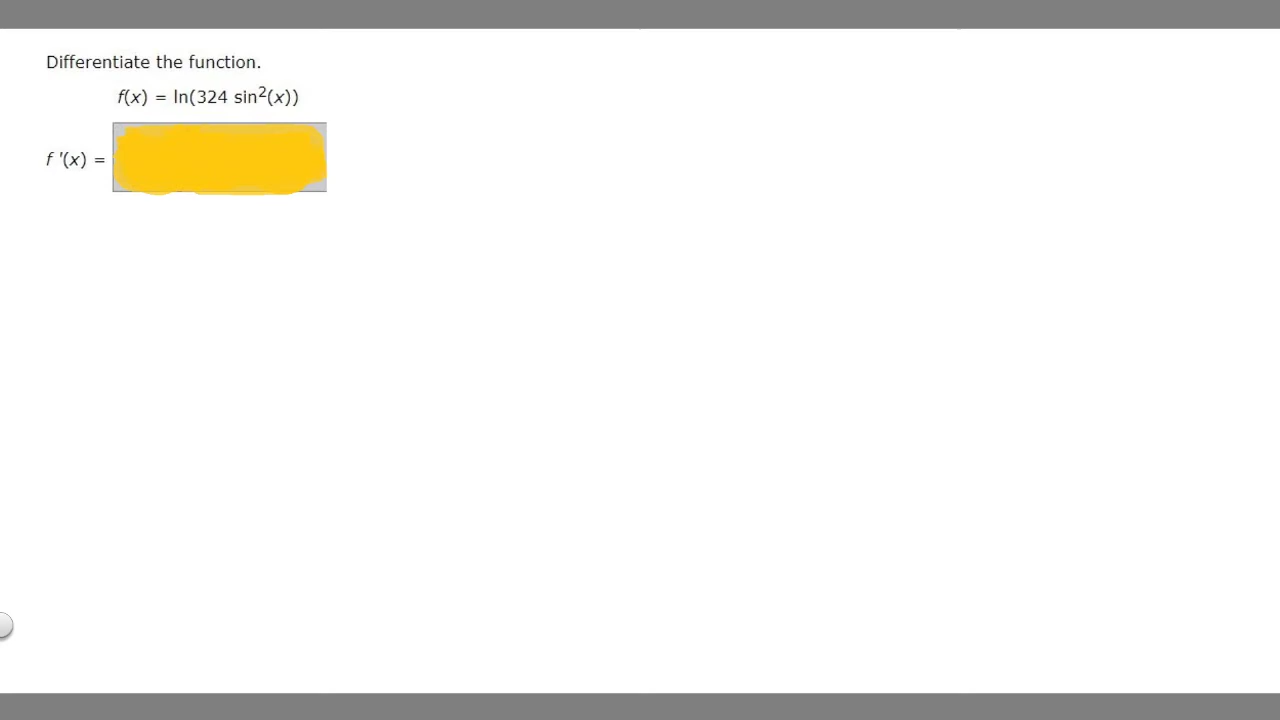 Differentiate the function.
f(x) = ln(324 sin²(x))
f '(x) =